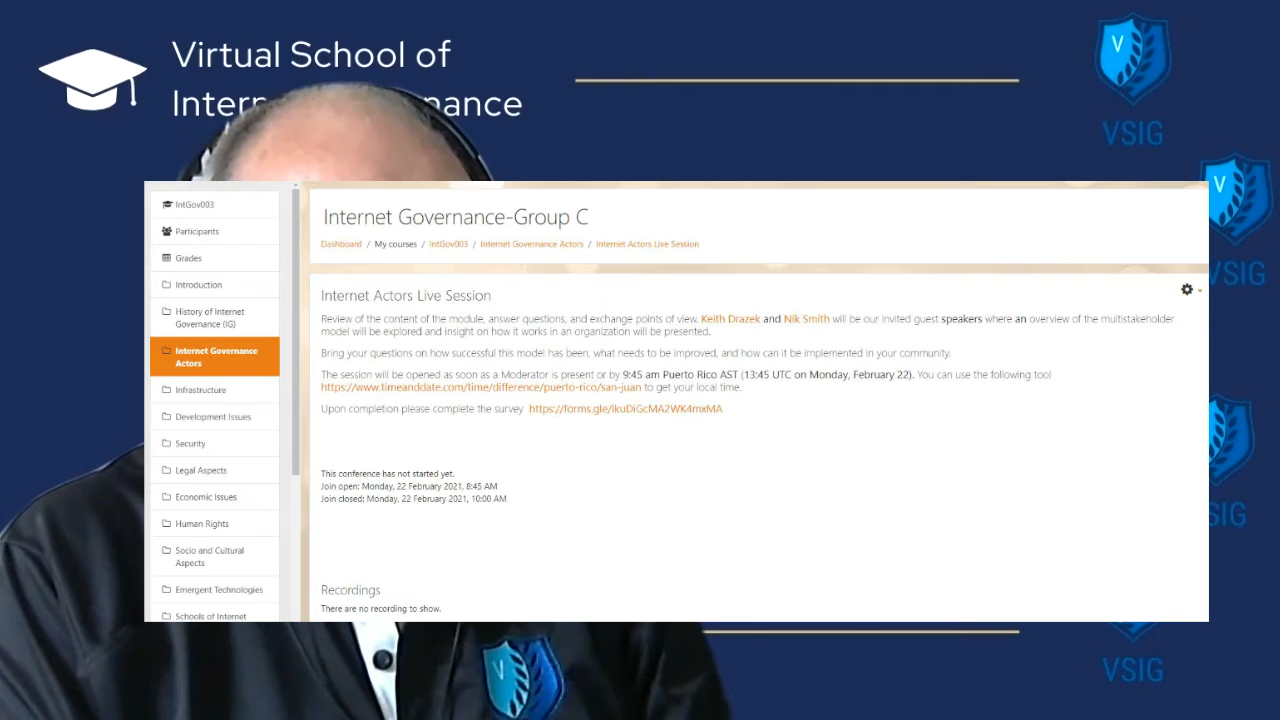 Virtual School of
Inter nance
V
VSIG
V
VSIG
IntGov003
Participants
Grades
Introduction
History of Internet
Governance (IG)
Internet Governance
Actors
Infrastructure
Development Issues
Security
Legal Aspects
Economic Issues
Human Rights
Socio and Cultural
Aspects
Emergent Technologies
Schools of Internet
Internet Governance-Group C
Dashboard / My courses / IntGov003 / Internet Governance Actors / Internet Actors Live Session
Internet Actors Live Session
Review of the content of the module, answer questions, and exchange points of view. Keith Drazek and Nik Smith will be our invited guest speakers where an overview of the multistakeholder
model will be explored and insight on how it works in an organization will be presented.
Bring your questions on how successful this model has been, what needs to be improved, and how can it be implemented in your community.
The session will be opened as soon as a Moderator is present or by 9:45 am Puerto Rico AST (13:45 UTC on Monday, February 22). You can use the following tool
https://www.timeanddate.com/time/difference/puerto-rico/san-juan to get your local time.
Upon completion please complete the survey https://forms.gle/ikuDiGcMA2WK4mxMA
This conference has not started yet.
Join open: Monday, 22 February 2021, 8:45 AM
Join closed: Monday, 22 February 2021, 10:00 AM
Recordings
There are no recording to show.
SIG
V
VSIG